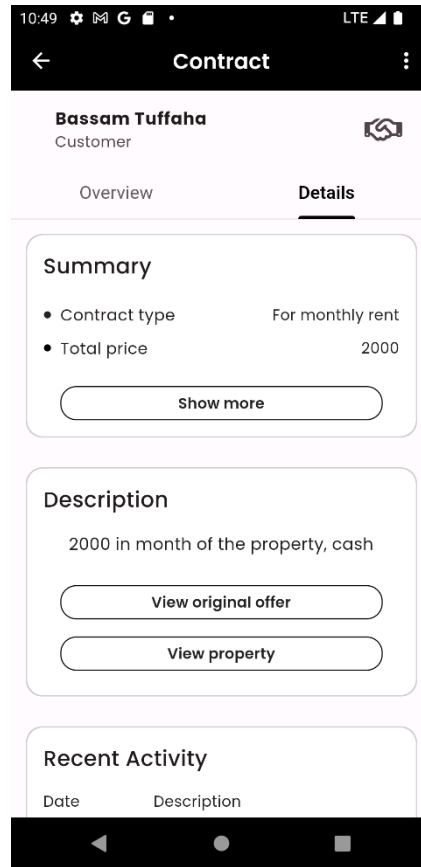 10:49 G LTE
Contract
Bassam Tuffaha
Customer
Overview Details
Summary
• Contract type For monthly rent
• Total price 2000
Show more
Description
2000 in month of the property, cash
View original offer
View property
Recent Activity
Date Description